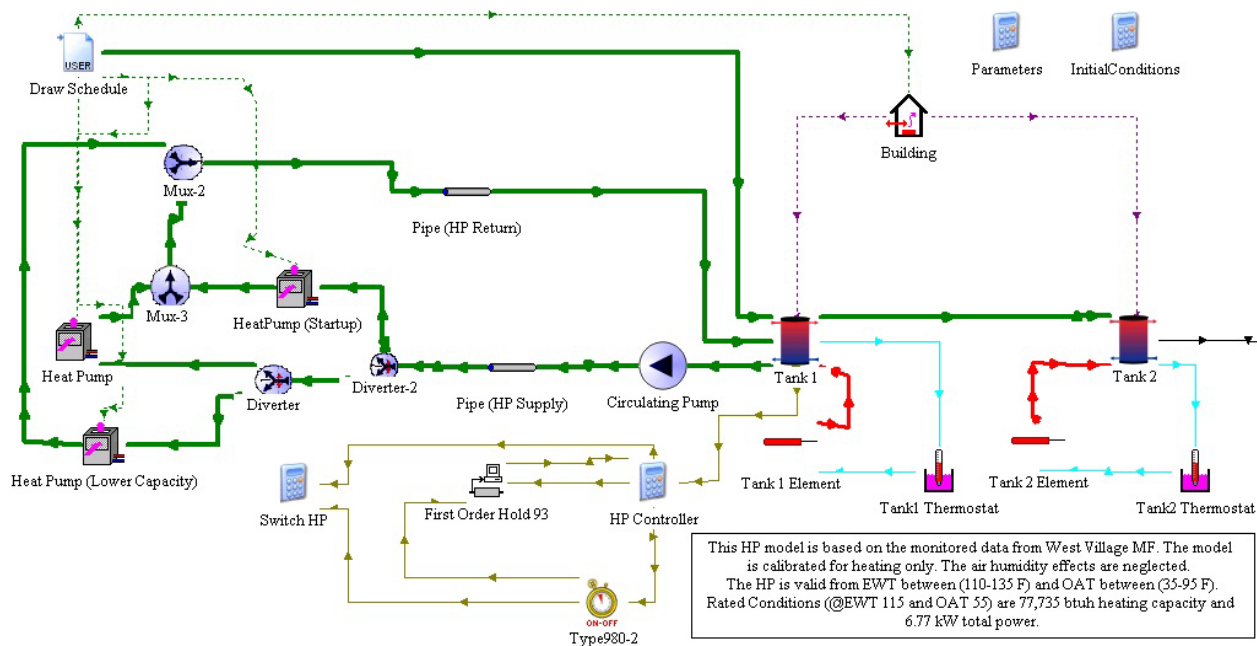 USER
Draw Schedule
Parameters
InitialConditions
Building
Mux-2
Pipe (HP Return)
Mux-3
HeatPump (Startup)
Heat Pump
Diverter
Diverter-2
Pipe (HP Supply)
Circulating Pump
Tank 1
Tank 2
Heat Pump (Lower Capacity)
Switch HP
First Order Hold 93
HP Controller
Tank 1 Element
Tank1 Thermostat
Tank 2 Element
Tank2 Thermostat
ON-OFF
Type980-2
This HP model is based on the monitored data from West Village MF. The model
is calibrated for heating only. The air humidity effects are neglected.
The HP is valid from EWT between (110-135 F) and OAT between (35-95 F).
Rated Conditions (@EWT 115 and OAT 55) are 77,735 btuh heating capacity and
6.77 kW total power.